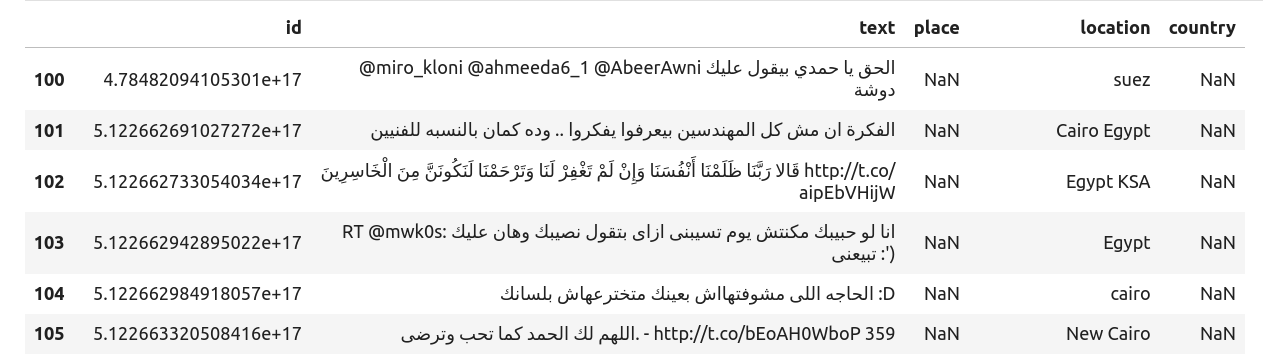 id text place location country
100 4.78482094105301e+17 @miro_kloni @ahmeeda6_1 @AbeerAwni الحق يا حمدي بيقول عليك NaN suez NaN
دوشة
101 5.122662691027272e+17 الفكرة ان مش كل المهندسين بيعرفوا يفكروا .. وده كمان بالنسبه للفنيين NaN Cairo Egypt NaN
102 5.122662733054034e+17 قَالا رَبَّنَا ظَلَمْنَا أَنْفُسَنَا وَإِنْ لَمْ تَغْفِرْ لَنَا وَتَرْحَمْنَا لَنَكُونَنَّ مِنَ الْخَاسِرِينَ http://t.co/ NaN Egypt KSA NaN
aipEbVHijW
103 5.122662942895022e+17 RT @mwk0s: انا لو حبيبك مكنتش يوم تسيبنى ازاى بتقول نصيبك وهان عليك NaN Egypt NaN
تبيعنى :')
104 5.122662984918057e+17 الحاجه اللى مشوفتهااش بعينك متخترعهاش بلسانك :D NaN cairo NaN
105 5.122663320508416e+17 اللهم لك الحمد كما تحب وترضى. - http://t.co/bEoAH0WboP 359 NaN New Cairo NaN